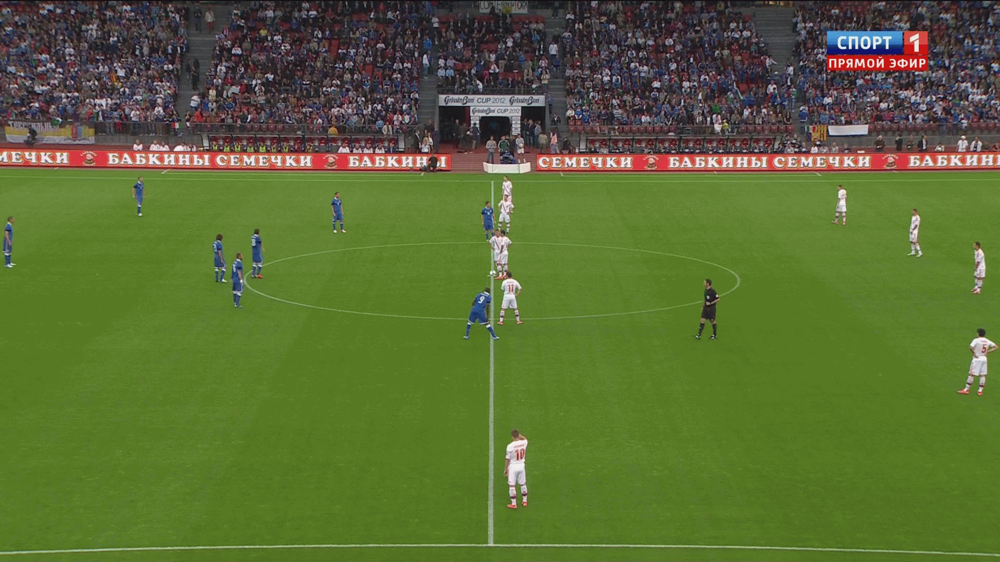 СПОРТ 1
ПРЯМОЙ ЭФИР
GrissinBon CUP 2012 GrissinBon
GrissinBon CUP 2012
МЕЧКИ БАБКИНЫ СЕМЕЧКИ БАБКИНЫ
СЕМЕЧКИ БАБКИНЫ СЕМЕЧКИ БАБКИНЫ
11
9
5
10